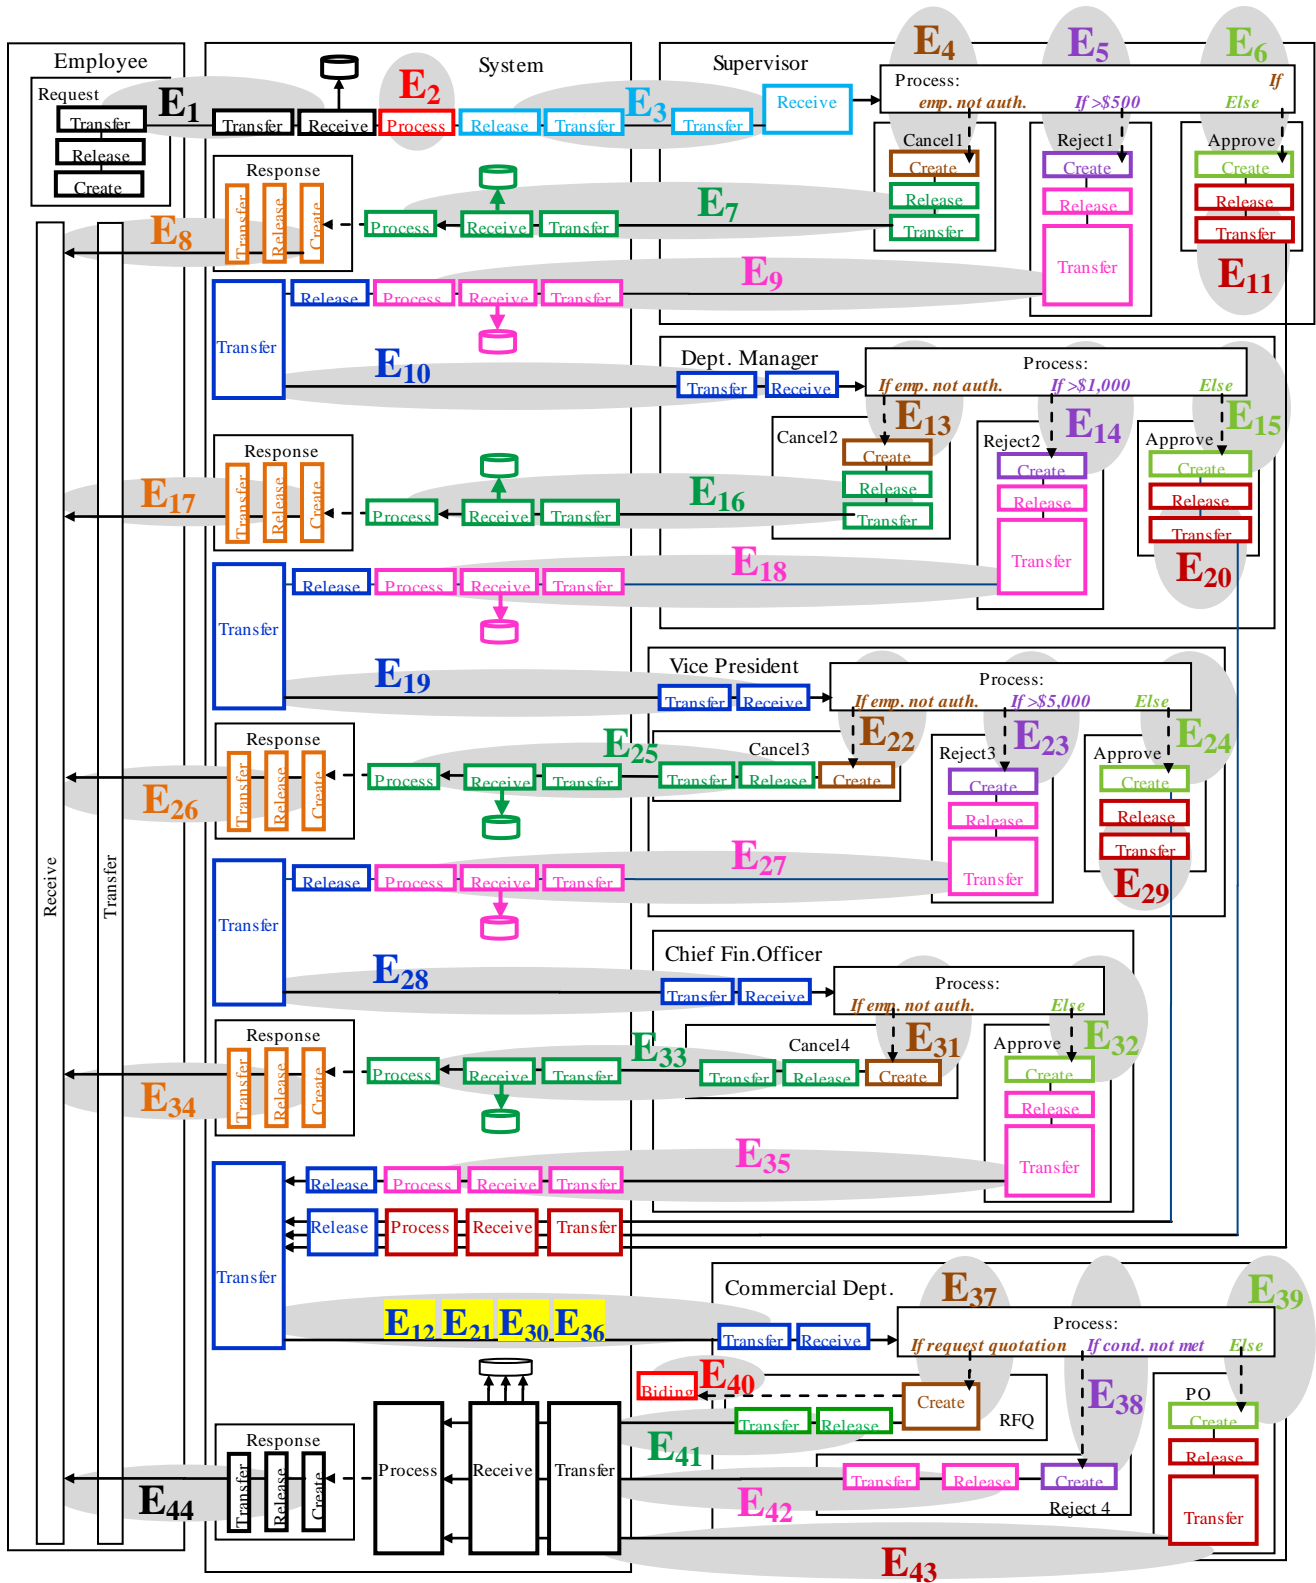 Employee
Request
Transfer
Release
Create
E1
System
Transfer
Receive
E2
Process
Release
Transfer
E3
Supervisor
Transfer
Receive
E4
E5
E6
Process:
If
emp. not auth.
If >$500
Else
Cancel1
Create
Release
Transfer
Reject1
Create
Release
Transfer
Approve
Create
Release
Transfer
E11
Response
Transfer
Release
Create
E8
Process
Receive
Transfer
E7
Transfer
Release
Process
Receive
Transfer
E9
E10
Dept. Manager
Transfer
Receive
Process:
If emp. not auth.
If >$1,000
Else
E13
E14
E15
Cancel2
Create
Release
Transfer
Reject2
Create
Release
Transfer
Approve
Create
Release
Transfer
E20
Response
Transfer
Release
Create
E17
Process
Receive
Transfer
E16
Transfer
Release
Process
Receive
Transfer
E18
E19
Vice President
Transfer
Receive
Process:
If emp. not auth.
If >$5,000
Else
E22
E23
E24
Cancel3
Transfer
Release
Create
Reject3
Create
Release
Transfer
Approve
Create
Release
Transfer
E29
Response
Transfer
Release
Create
E26
Process
Receive
Transfer
E25
Receive
Transfer
Transfer
Release
Process
Receive
Transfer
E27
E28
Chief Fin.Officer
Transfer
Receive
Process:
If emp. not auth.
Else
E31
E32
Cancel4
Transfer
Release
Create
Approve
Create
Release
Transfer
Response
Transfer
Release
Create
E34
Process
Receive
Transfer
E33
E35
Release
Process
Receive
Transfer
Release
Process
Receive
Transfer
Transfer
E12 E21 E30 E36
Commercial Dept.
Transfer
Receive
E37
E39
Process:
If request quotation
If cond. not met
Else
E38
E40
Biding
Create
Transfer
Release
RFQ
E41
PO
Create
Release
Transfer
Transfer
Release
Create
Reject 4
E42
E43
Process
Receive
Transfer
Response
Transfer
Release
Create
E44